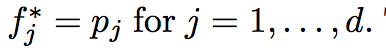 f_j^* = p_j for j = 1, . . . , d.